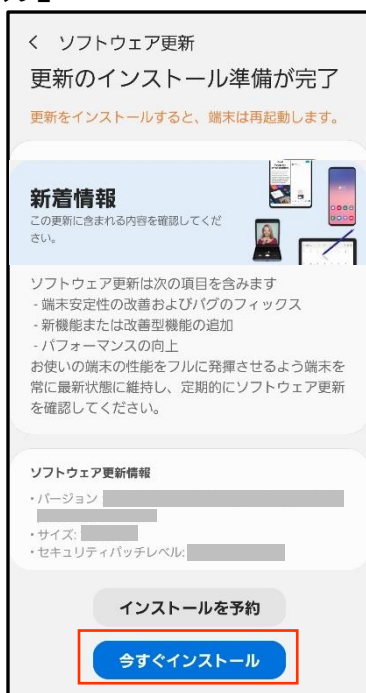 ソフトウェア更新
更新のインストール準備が完了
更新をインストールすると、端末は再起動します。
新着情報
この更新に含まれる内容を確認してくだ
さい。
ソフトウェア更新は次の項目を含みます
- 端末安定性の改善およびバグのフィックス
- 新機能または改善型機能の追加
- パフォーマンスの向上
お使いの端末の性能をフルに発揮させるよう端末を
常に最新状態に維持し、定期的にソフトウェア更新
を確認してください。
ソフトウェア更新情報
・バージョン
・サイズ:
・セキュリティパッチレベル:
インストールを予約
今すぐインストール